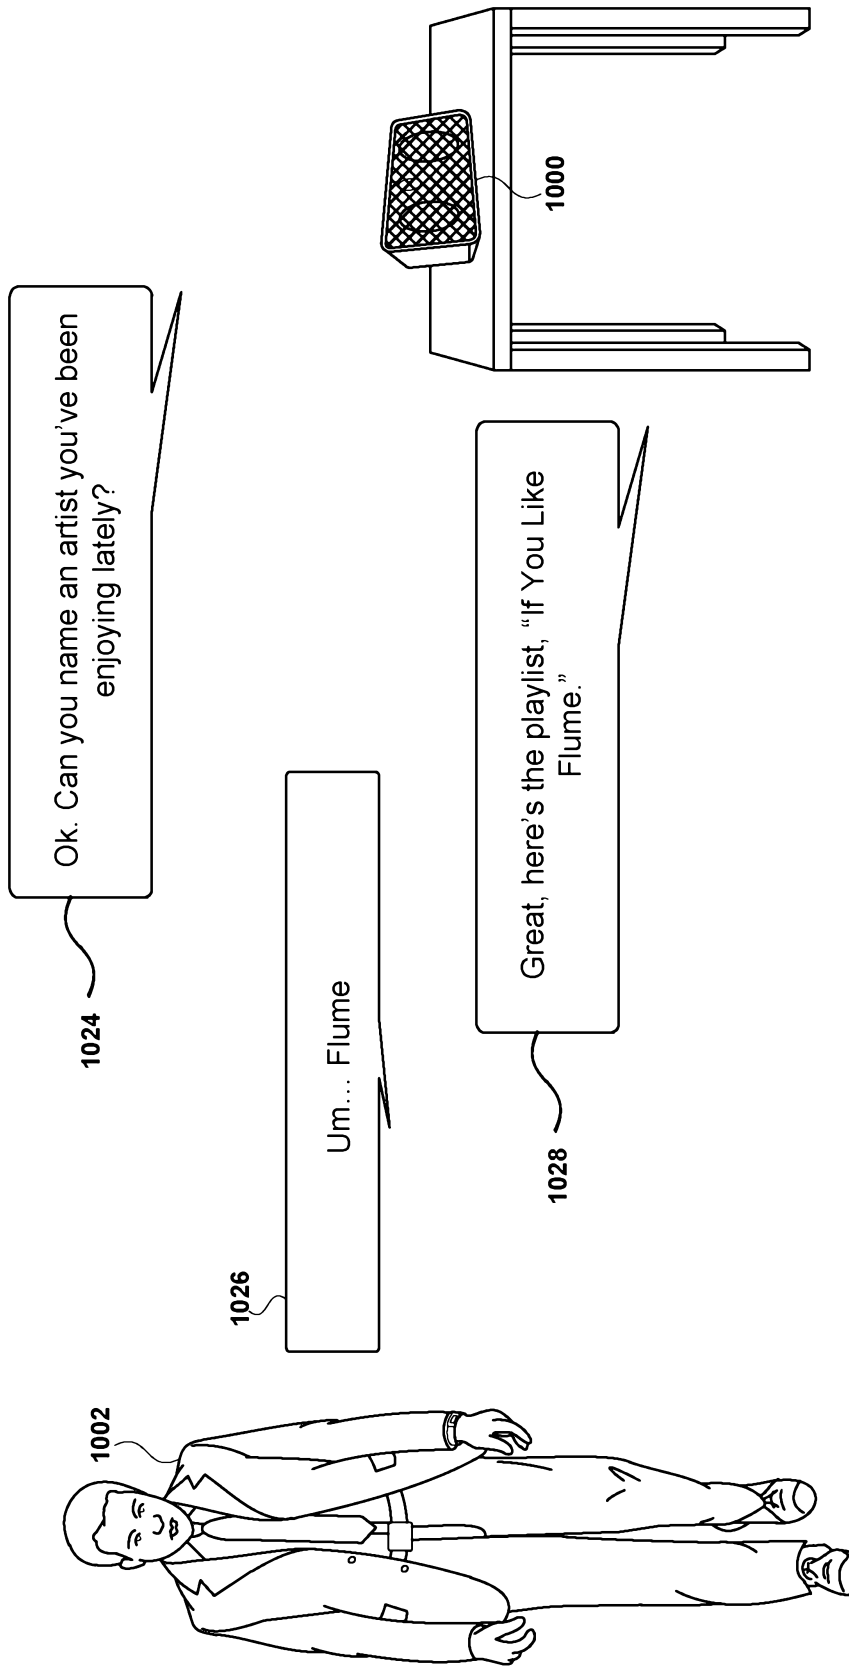 1024
Ok. Can you name an artist you've been
enjoying lately?
1002
1026
Um... Flume
1028
Great, here's the playlist, “If You Like
Flume.”
1000